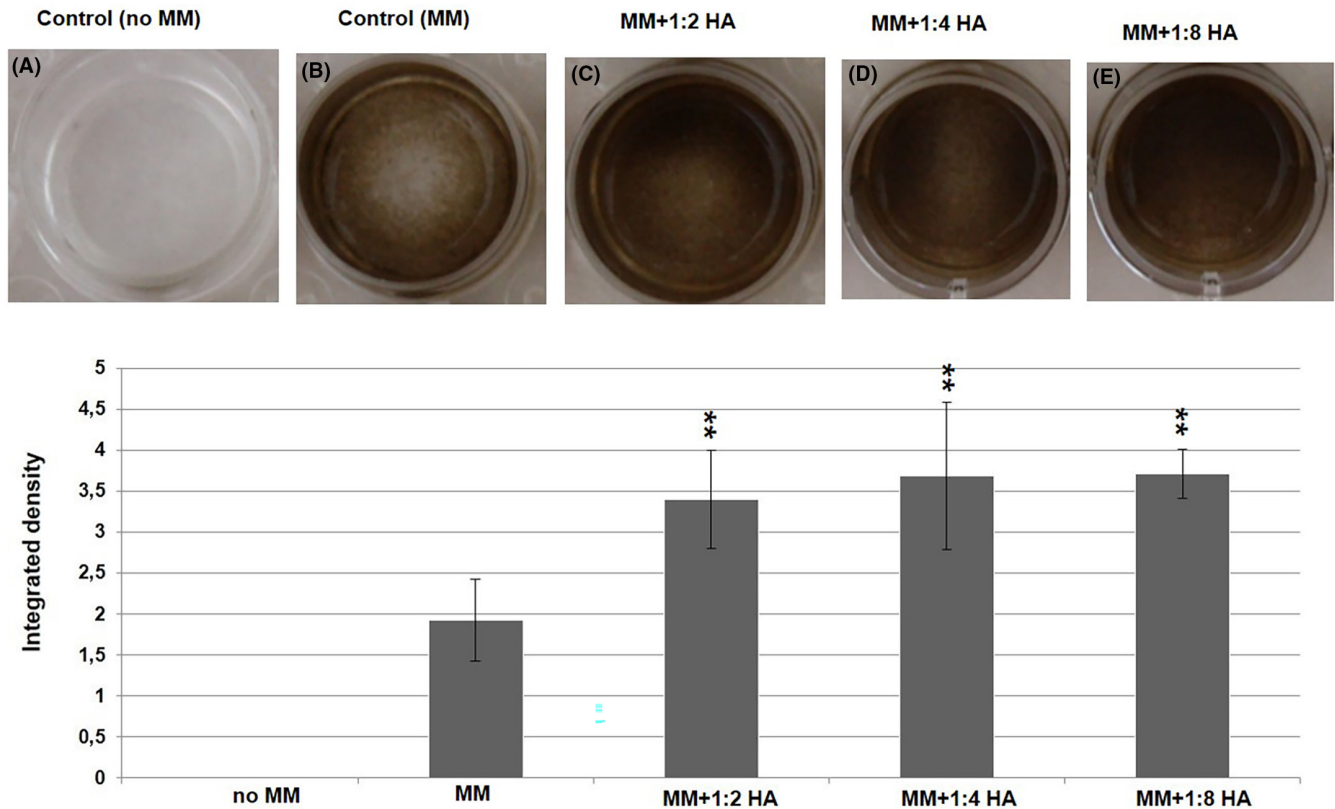 Control (no MM)
Control (MM)
MM+1:2 HA
MM+1:4 HA
MM+1:8 HA
(A)
(B)
(C)
(D)
(E)
Integrated density
5
4,5
4
3,5
3
2,5
2
1,5
1
0,5
0
**
**
**
no MM
MM
MM+1:2 HA
MM+1:4 HA
MM+1:8 HA